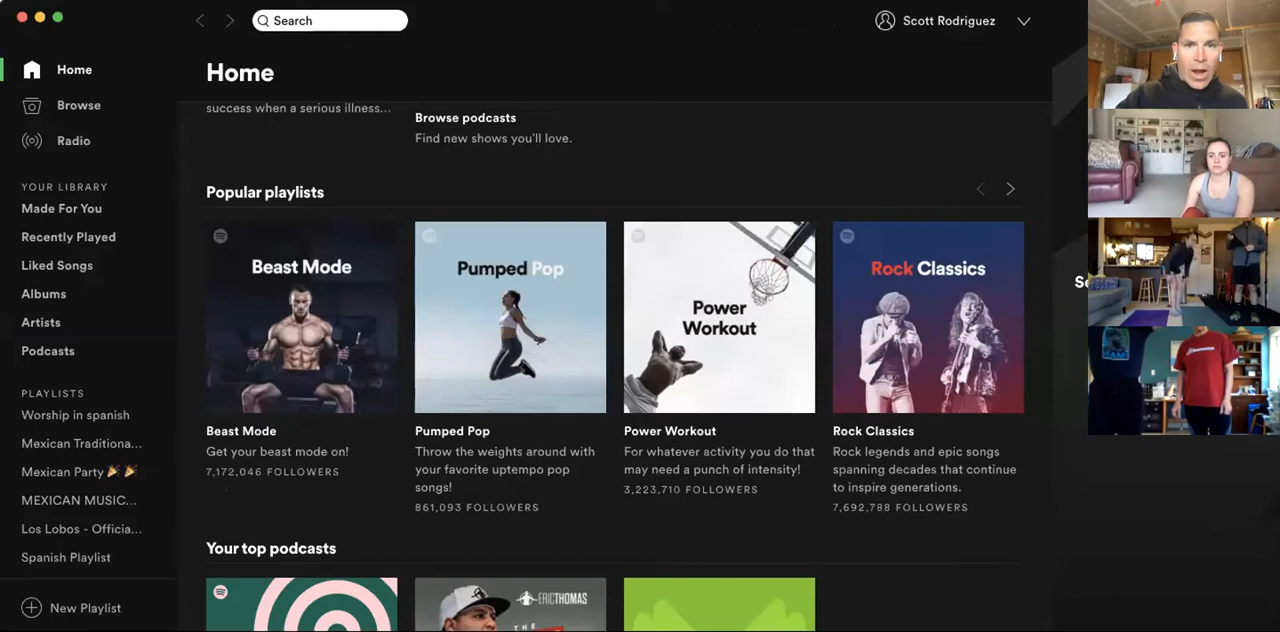 Search
Scott Rodriguez
Home
Browse
Radio
YOUR LIBRARY
Made For You
Recently Played
Liked Songs
Albums
Artists
Podcasts
PLAYLISTS
Worship in spanish
Mexican Traditiona...
Mexican Party 🎉 🎉
MEXICAN MUSIC...
Los Lobos - Officia...
Spanish Playlist
New Playlist
Home
success when a serious illness...
Browse podcasts
Find new shows you'll love.
Popular playlists
Beast Mode
Pumped Pop
Power
Workout
Rock Classics
Beast Mode
Get your beast mode on!
7,172,046 FOLLOWERS
Pumped Pop
Throw the weights around with
your favorite uptempo pop
songs!
861,093 FOLLOWERS
Power Workout
For whatever activity you do that
may need a punch of intensity!
3,223,710 FOLLOWERS
Rock Classics
Rock legends and epic songs
spanning decades that continue
to inspire generations.
7,692,788 FOLLOWERS
Your top podcasts
ERICTHOMAS
THE